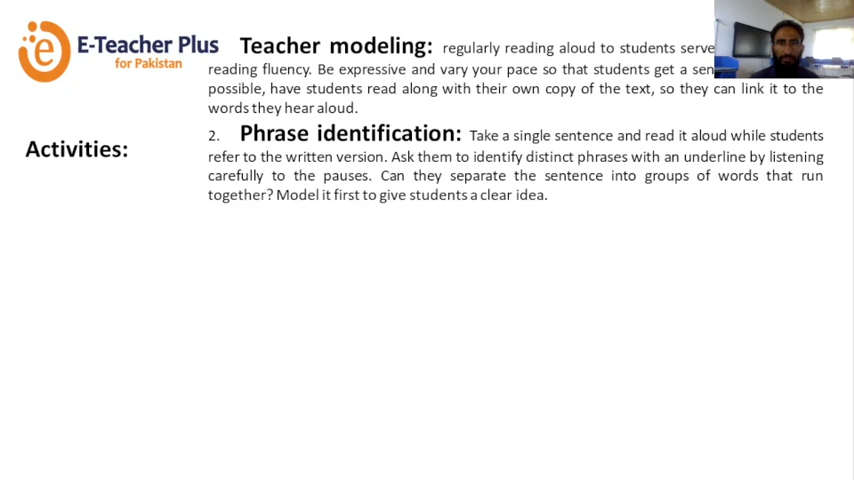 E-Teacher Plus
for Pakistan
Teacher modeling: regularly reading aloud to students serve
reading fluency. Be expressive and vary your pace so that students get a sen
possible, have students read along with their own copy of the text, so they can link it to the
words they hear aloud.
Activities:
2. Phrase identification: Take a single sentence and read it aloud while students
refer to the written version. Ask them to identify distinct phrases with an underline by listening
carefully to the pauses. Can they separate the sentence into groups of words that run
together? Model it first to give students a clear idea.